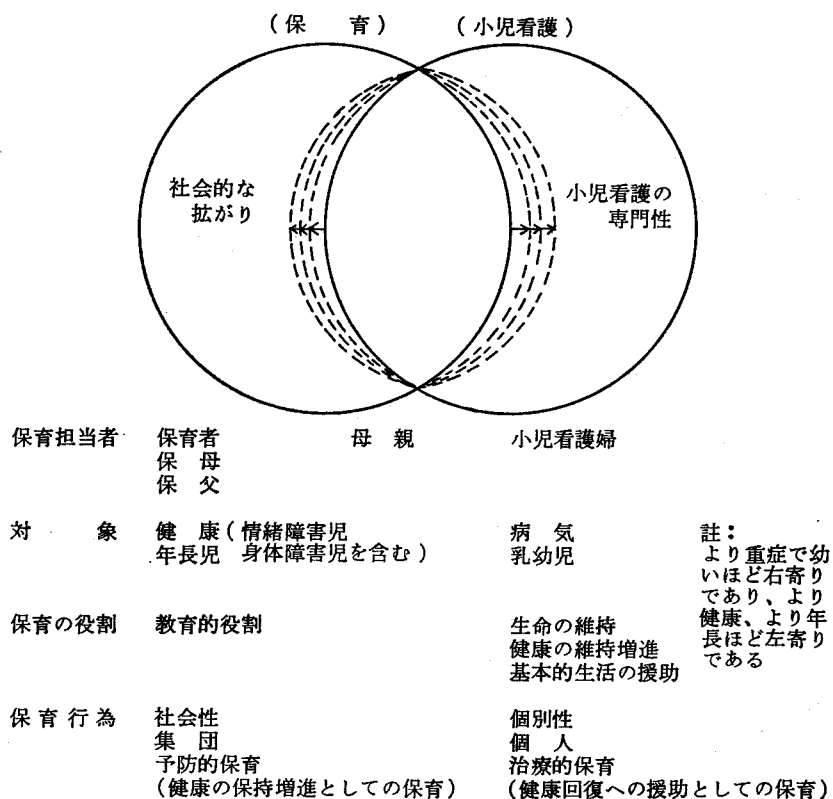 (保　育)　(小児看護)
社会的な
拡がり
小児看護の
専門性
保育担当者　保育者　母　親　小児看護婦
保　母
保　父
対　象　健　康(情緒障害児　病　気　註:
年長児　身体障害児を含む)　乳幼児　より重症で幼
いほど右寄り
であり、より
保育の役割　教育的役割　生命の維持　健康、より年
健康の維持増進　長ほど左寄り
基本的生活の援助　である
保育行為　社会性　個別性
集　団　個　人
予防的保育　治療的保育
(健康の保持増進としての保育)　(健康回復への援助としての保育)